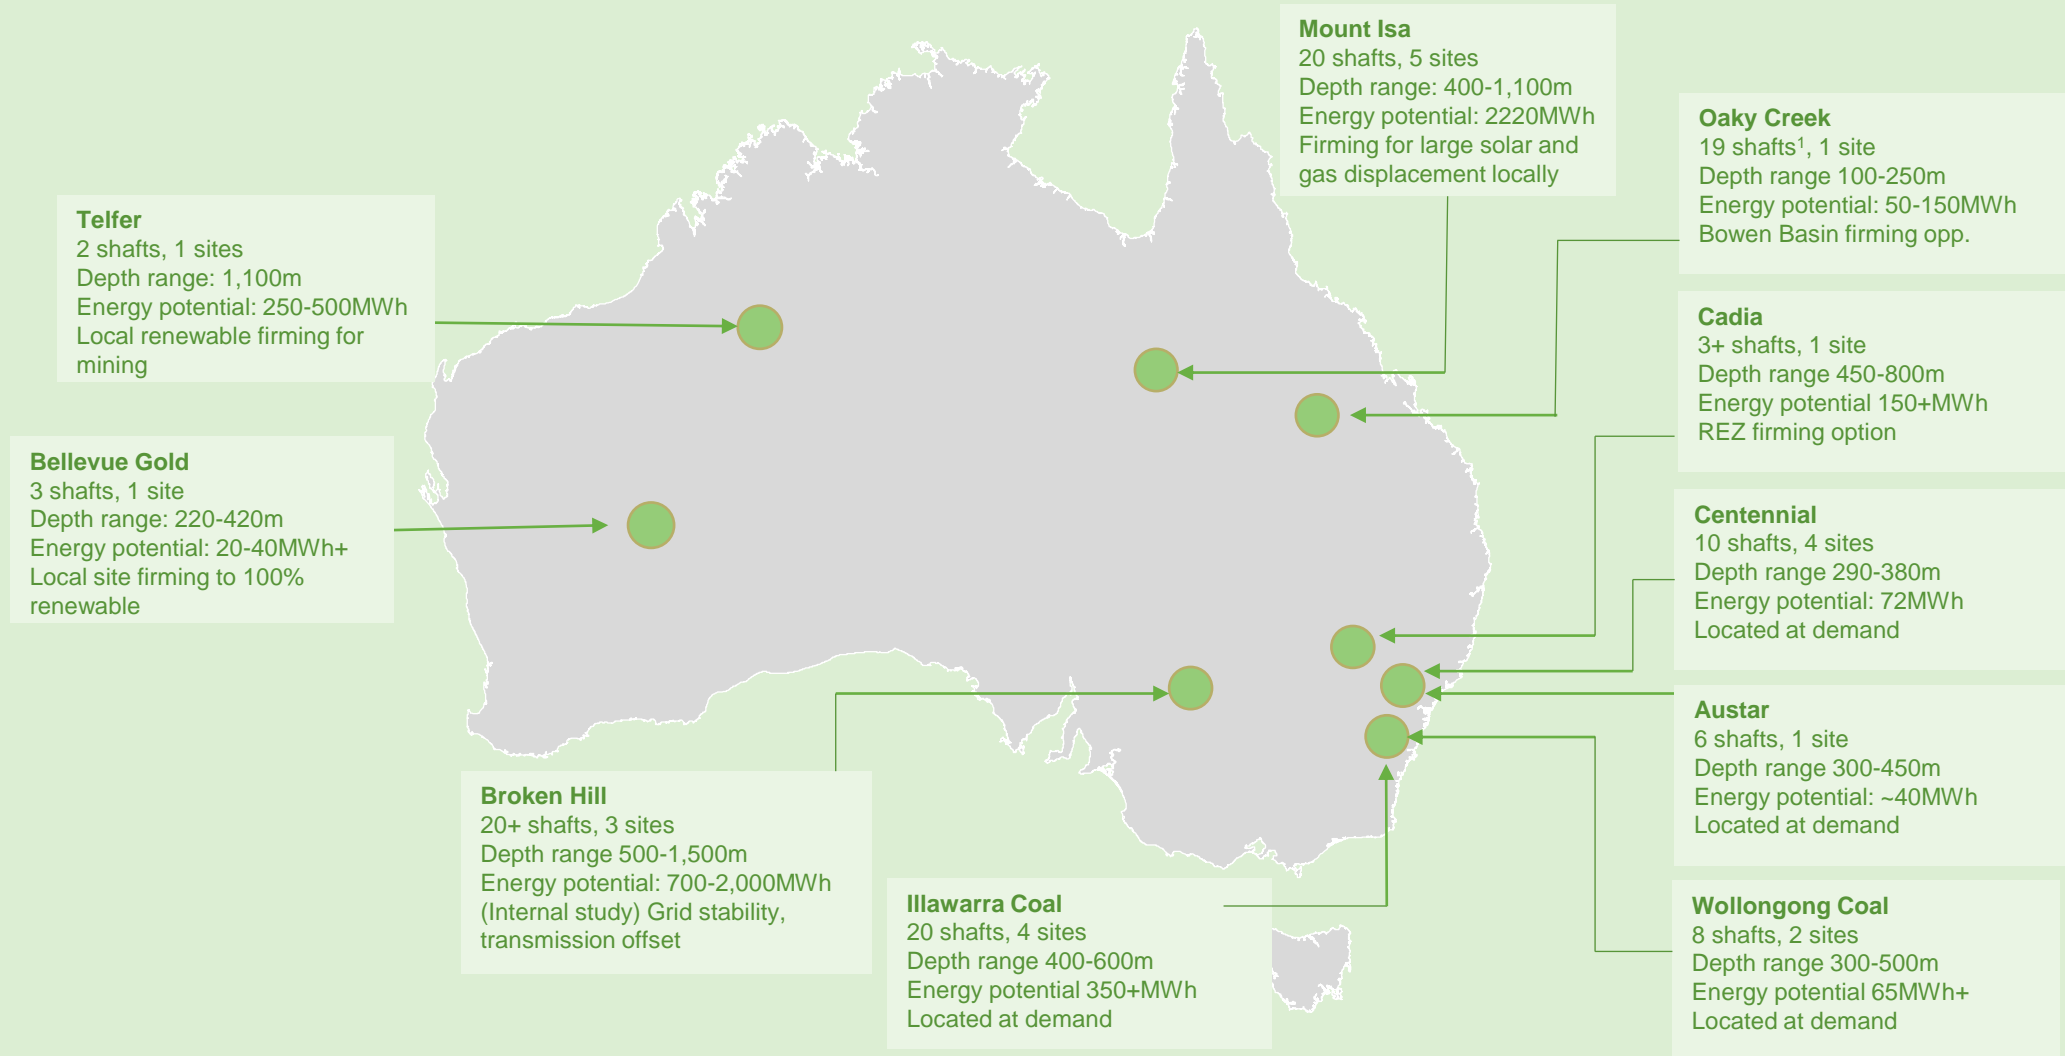 Mount Isa
20 shafts, 5 sites
Depth range: 400-1,100m
Energy potential: 2220MWh
Firming for large solar and
gas displacement locally
Oaky Creek
19 shafts¹, 1 site
Depth range 100-250m
Energy potential: 50-150MWh
Bowen Basin firming opp.
Telfer
2 shafts, 1 sites
Depth range: 1,100m
Energy potential: 250-500MWh
Local renewable firming for
mining
Cadia
3+ shafts, 1 site
Depth range 450-800m
Energy potential 150+MWh
REZ firming option
Bellevue Gold
3 shafts, 1 site
Depth range: 220-420m
Energy potential: 20-40MWh+
Local site firming to 100%
renewable
Centennial
10 shafts, 4 sites
Depth range 290-380m
Energy potential: 72MWh
Located at demand
Austar
6 shafts, 1 site
Depth range 300-450m
Energy potential: ~40MWh
Located at demand
Broken Hill
20+ shafts, 3 sites
Depth range 500-1,500m
Energy potential: 700-2,000MWh
(Internal study) Grid stability,
transmission offset
Illawarra Coal
20 shafts, 4 sites
Depth range 400-600m
Energy potential 350+MWh
Located at demand
Wollongong Coal
8 shafts, 2 sites
Depth range 300-500m
Energy potential 65MWh+
Located at demand